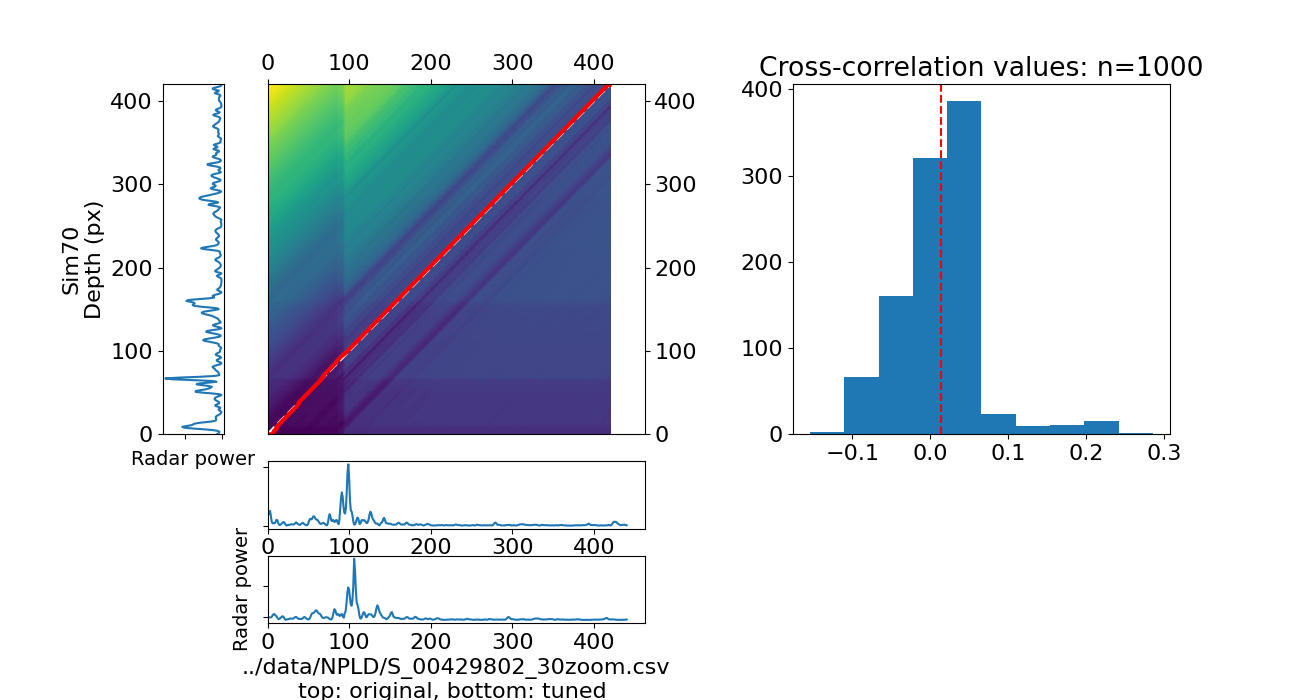 0 100 200 300 400
Cross-correlation values: n=1000
400
300
200
100
0
Sim70
Depth (px)
400
300
200
100
0
400
300
200
100
0
−0.1 0.0 0.1 0.2 0.3
Radar power
0 100 200 300 400
Radar power
0 100 200 300 400
../data/NPLD/S_00429802_30zoom.csv
top: original, bottom: tuned